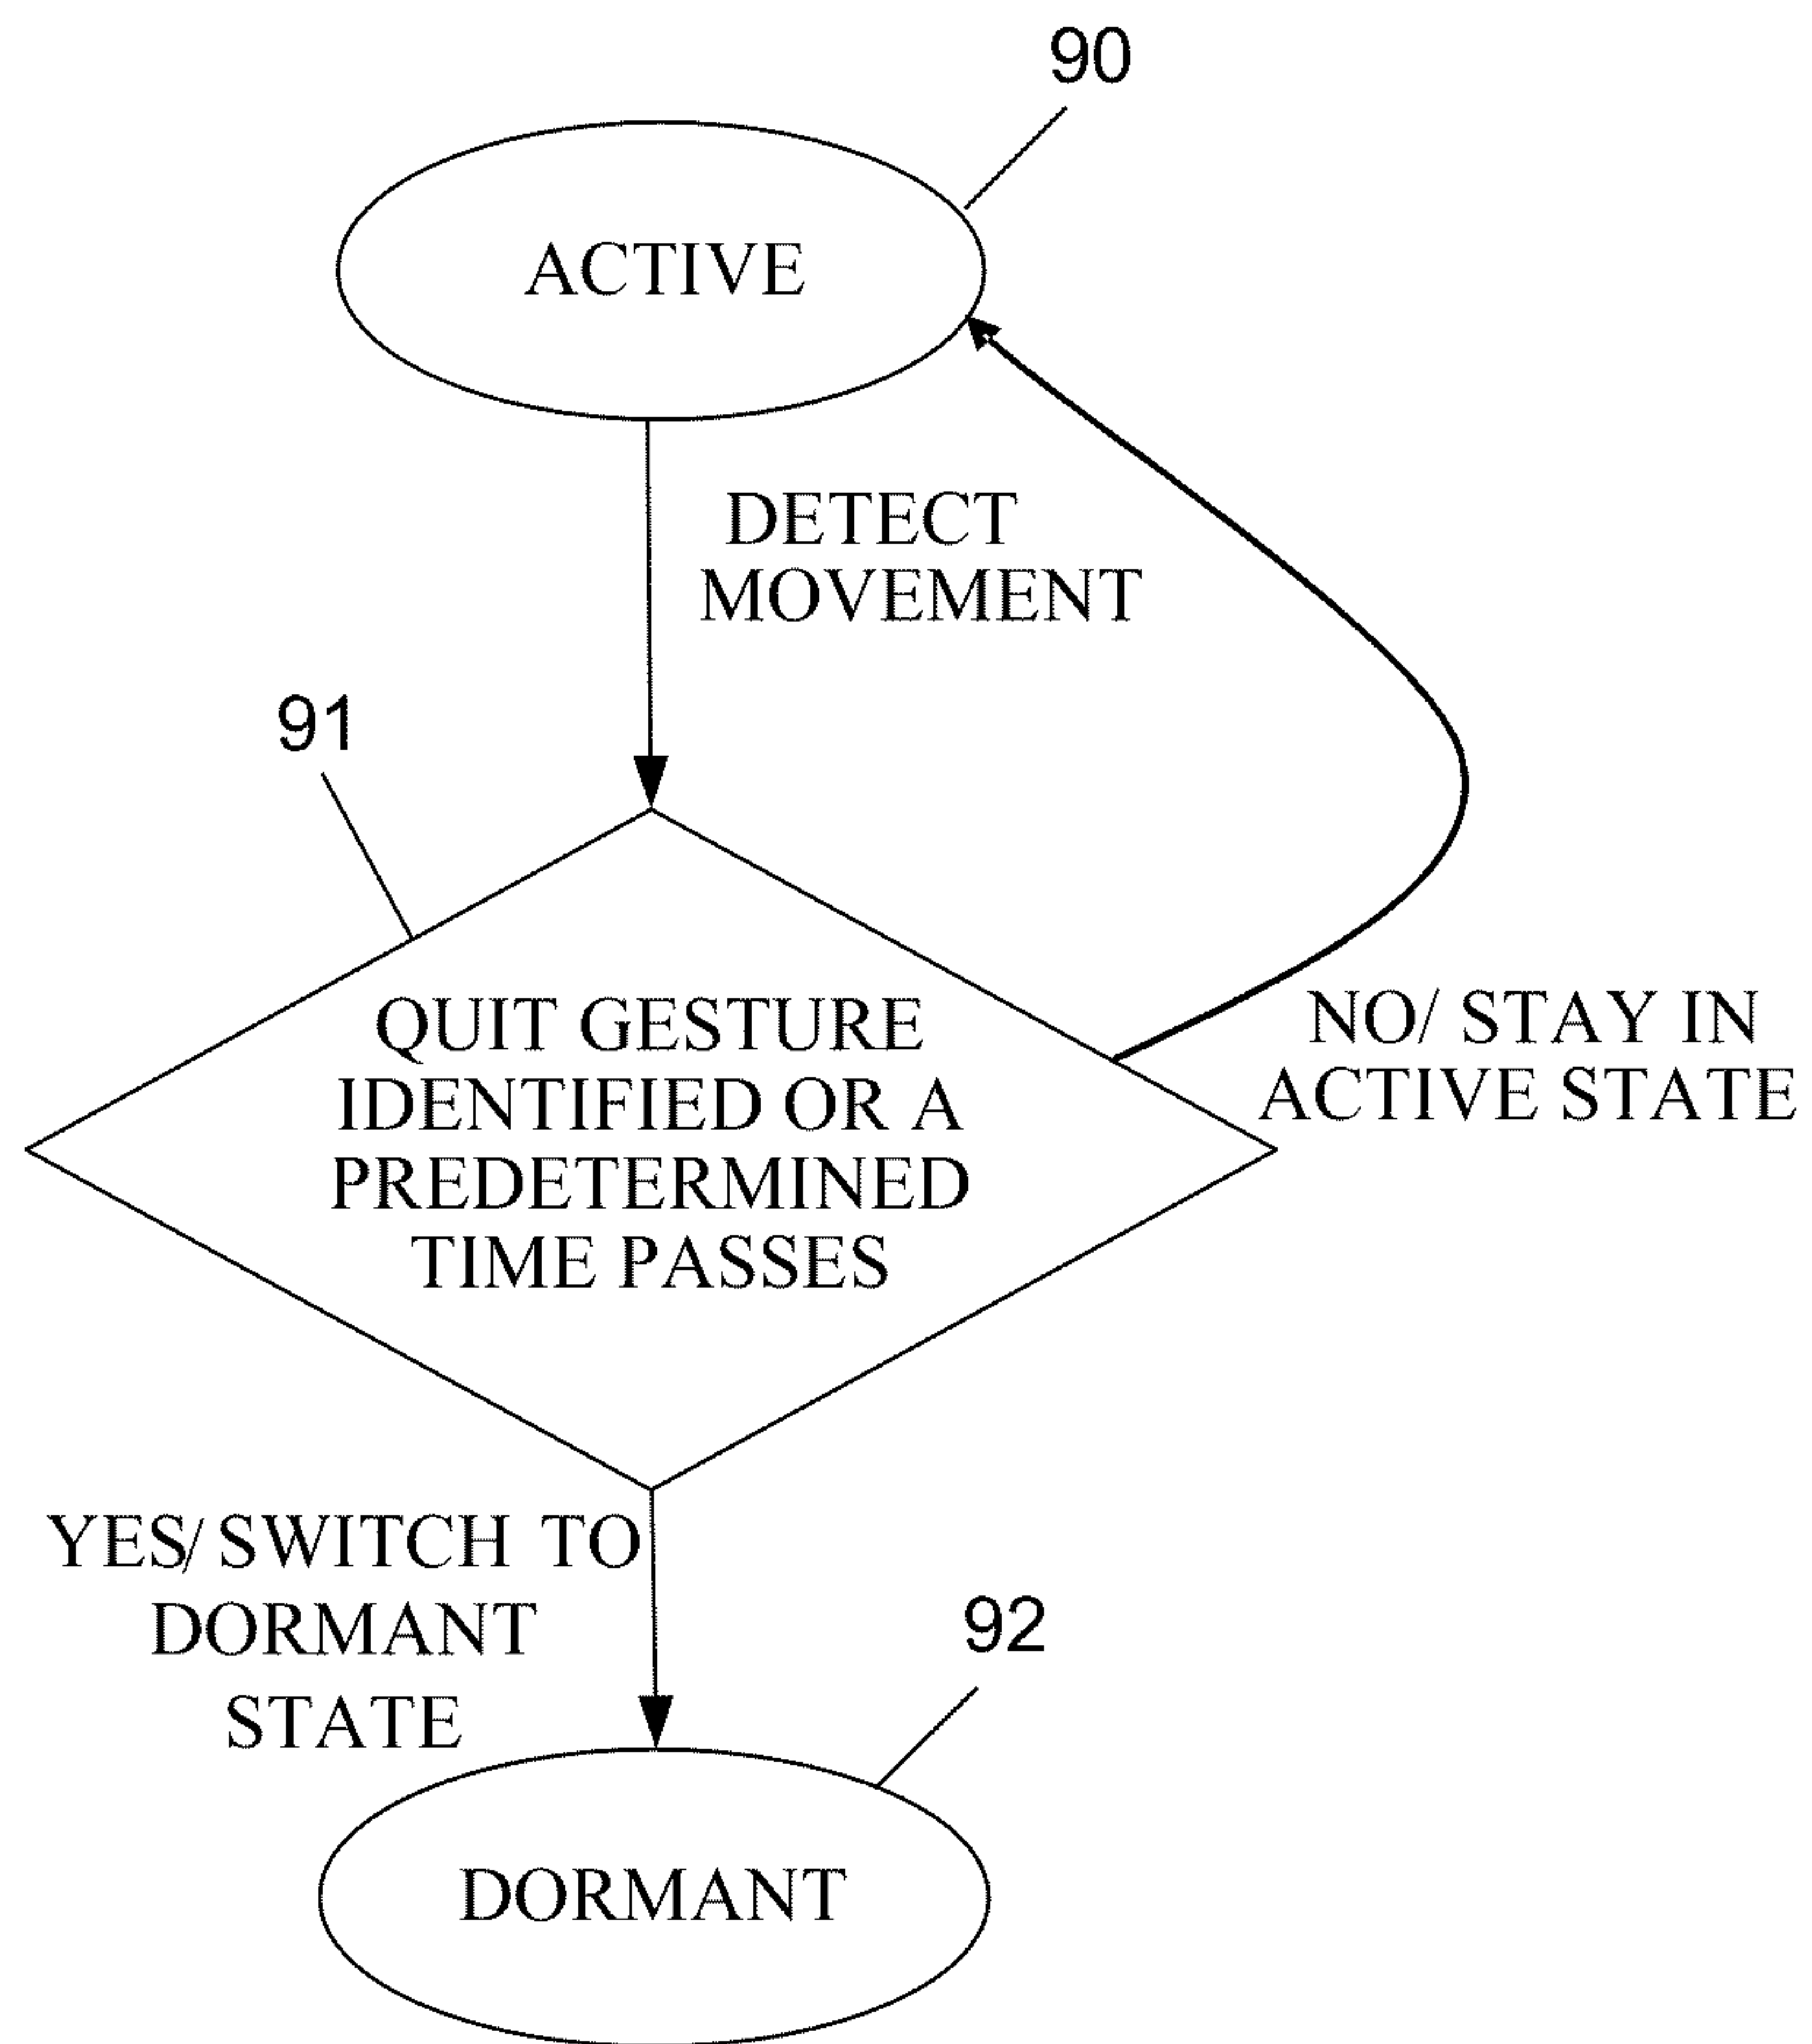 90
ACTIVE
DETECT
MOVEMENT
91
QUIT GESTURE
IDENTIFIED OR A
PREDETERMINED
TIME PASSES
NO/ STAY IN
ACTIVE STATE
YES/ SWITCH TO
DORMANT
STATE
92
DORMANT